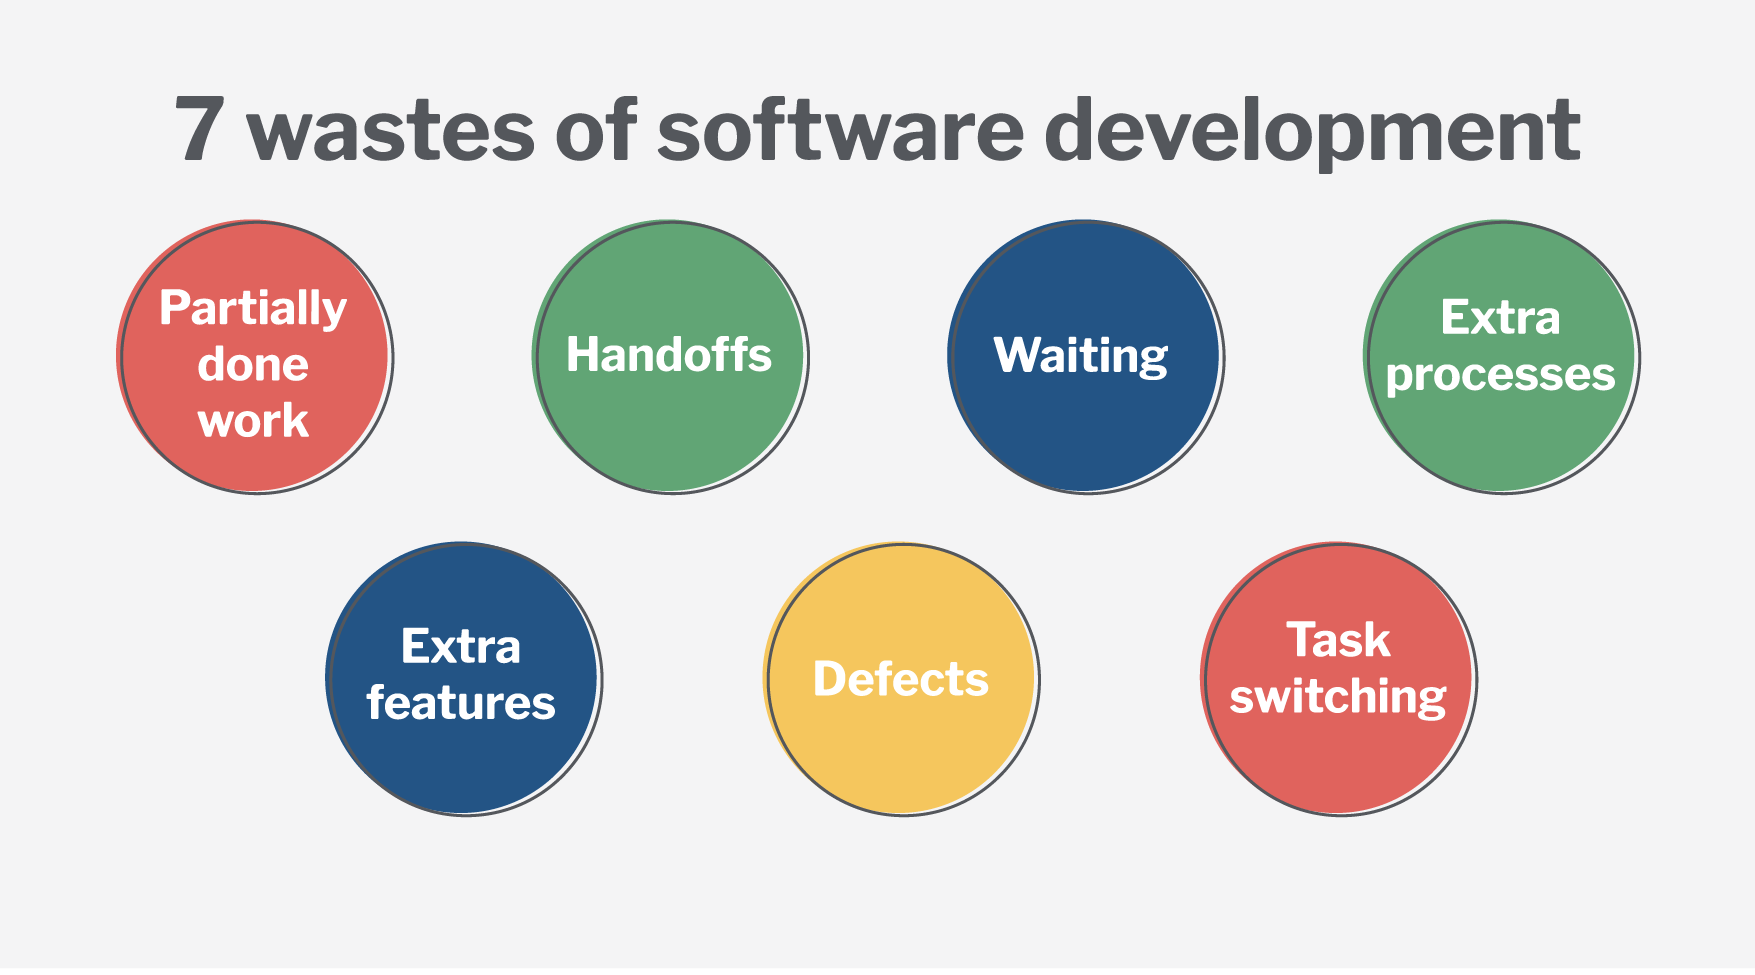 7 wastes of software development
Partially
done
work
Handoffs
Waiting
Extra
processes
Extra
features
Defects
Task
switching